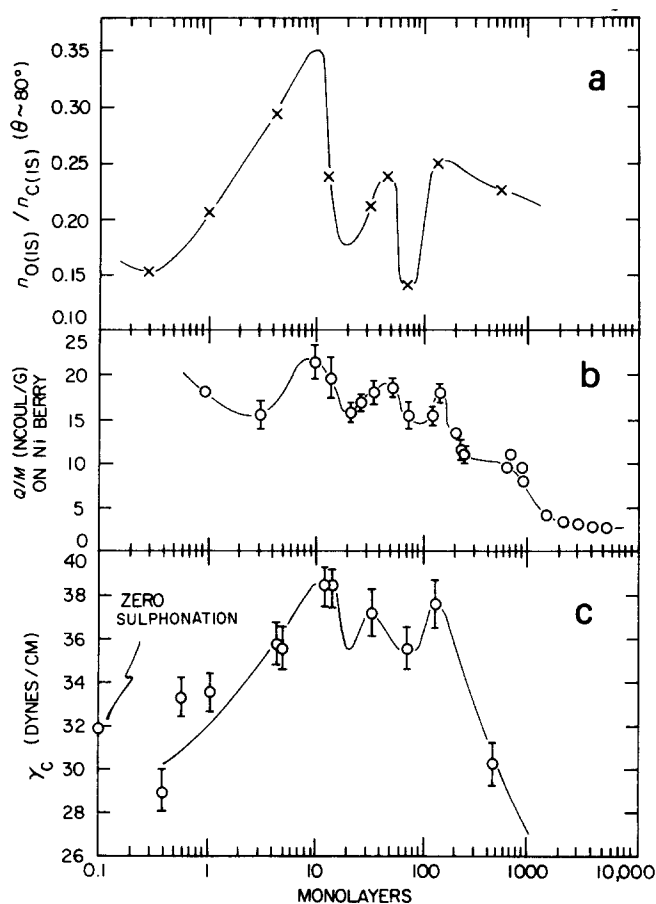 a
0.35
0.30
0.25
0.20
0.15
0.10
n O(1S) / n C(1S) (θ~80°)
b
25
20
15
10
5
0
Q/M (NCOUL/G)
ON Ni BERRY
c
40
38
36
34
32
30
28
26
γC (DYNES/CM)
ZERO
SULPHONATION
0.1 1 10 100 1000 10,000
MONOLAYERS